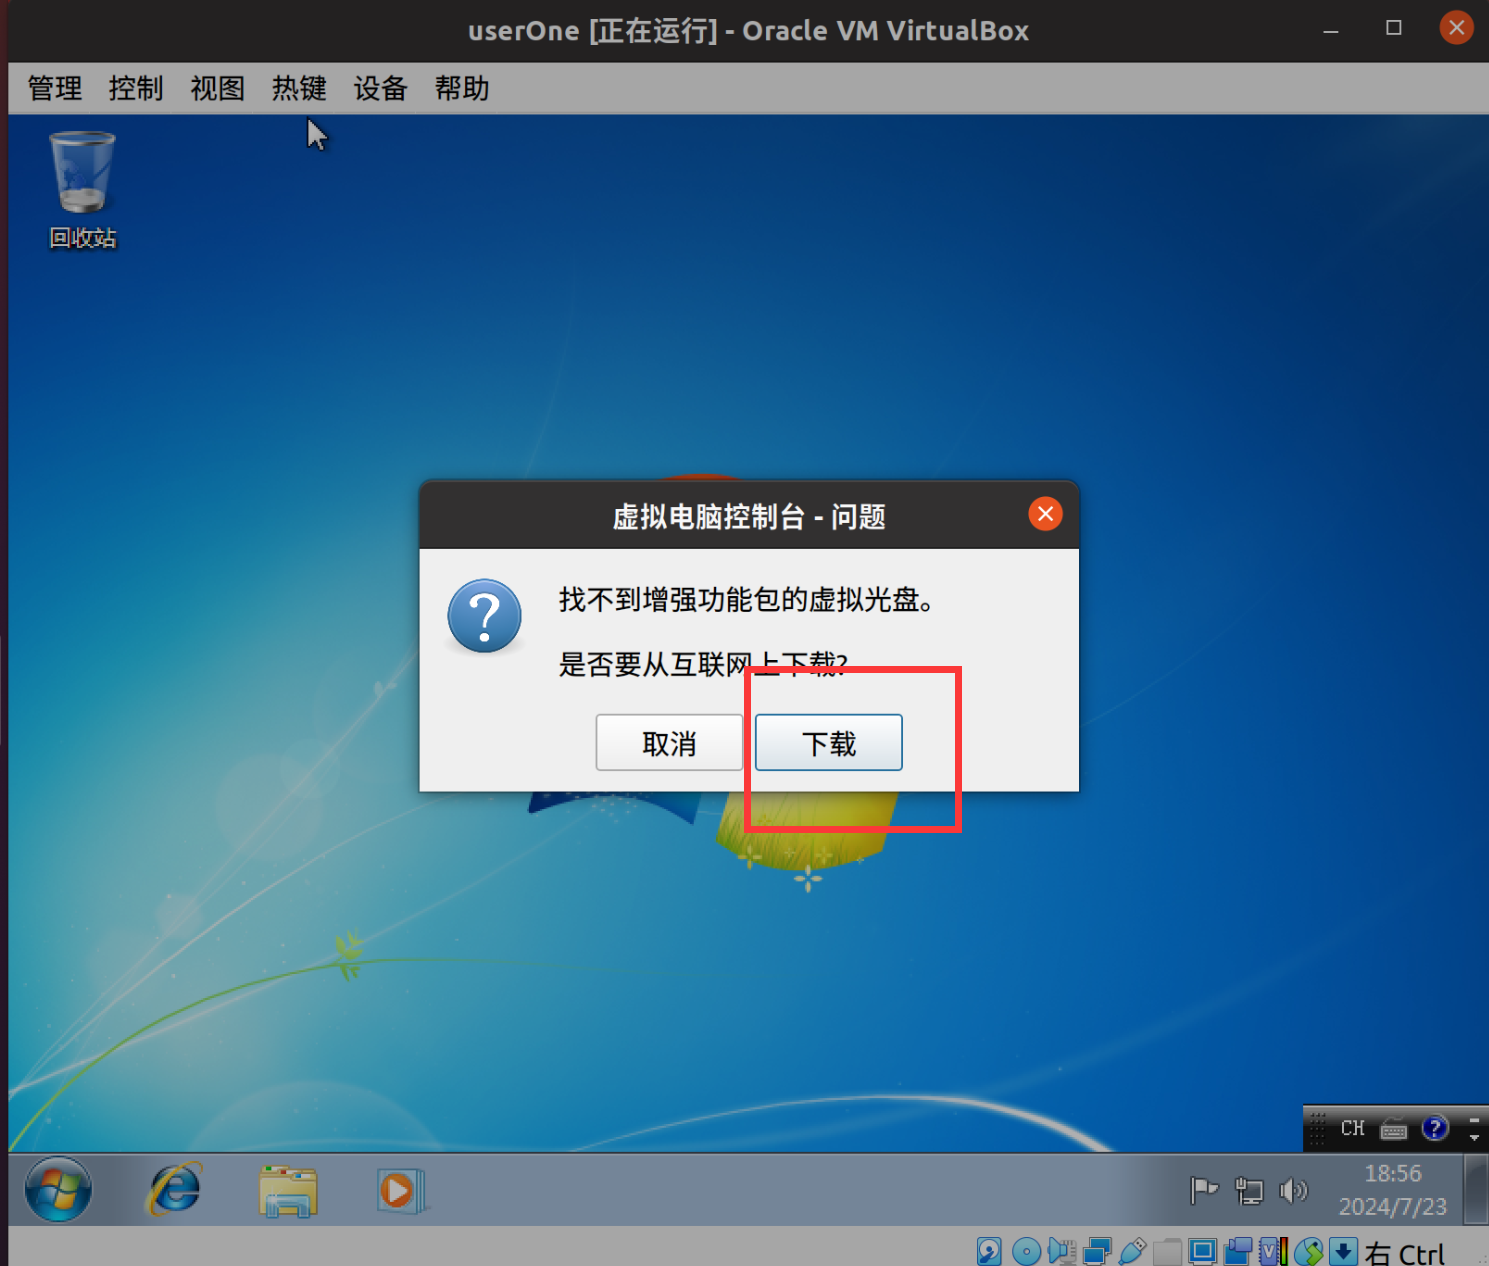 userOne [正在运行] - Oracle VM VirtualBox
管理 控制 视图 热键 设备 帮助
回收站
虚拟电脑控制台 - 问题
找不到增强功能包的虚拟光盘。
是否要从互联网上下载?
取消 下载
CH
18:56
2024/7/23
右 Ctrl